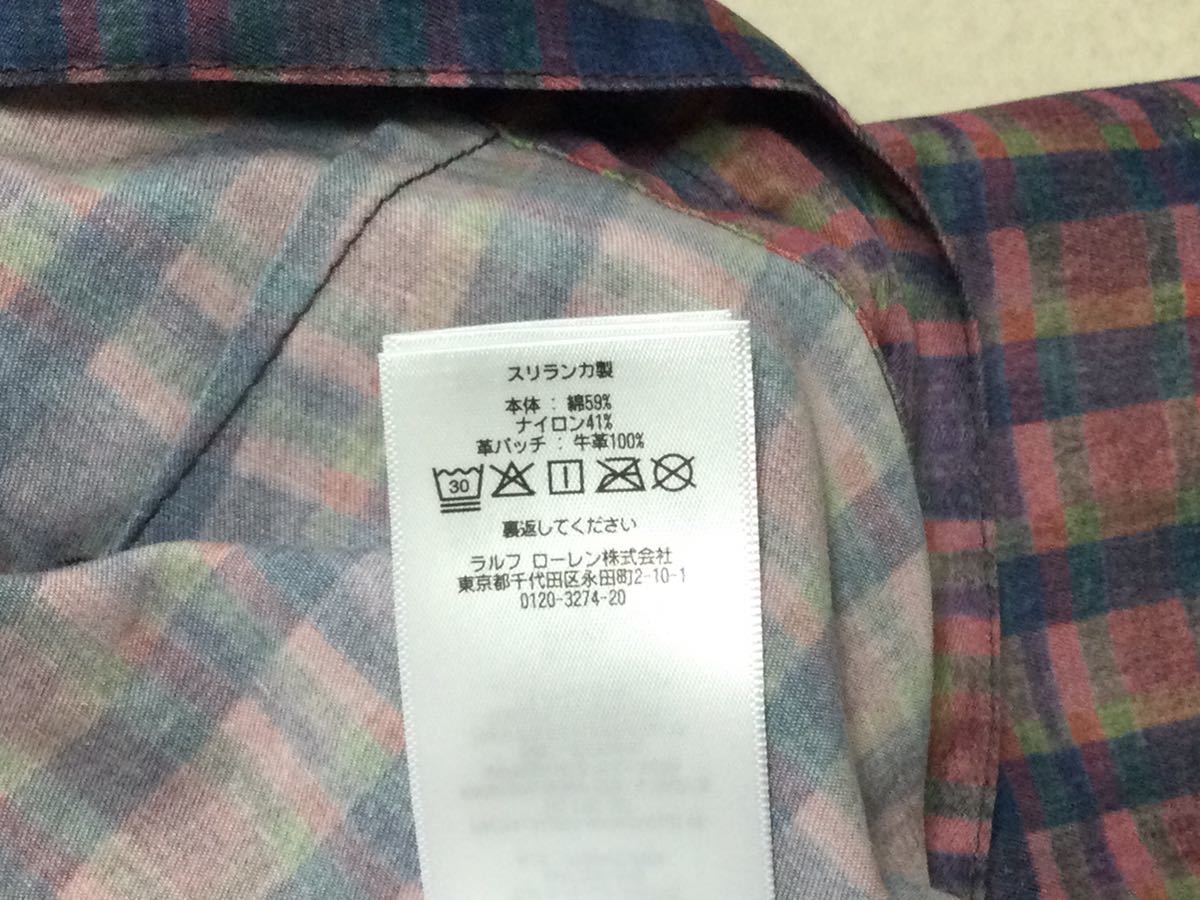 スリランカ製
本体 : 綿59%
ナイロン41%
革パッチ : 牛革100%
30
裏返してください
ラルフ ローレン株式会社
東京都千代田区永田町2-10-1
0120-3274-20